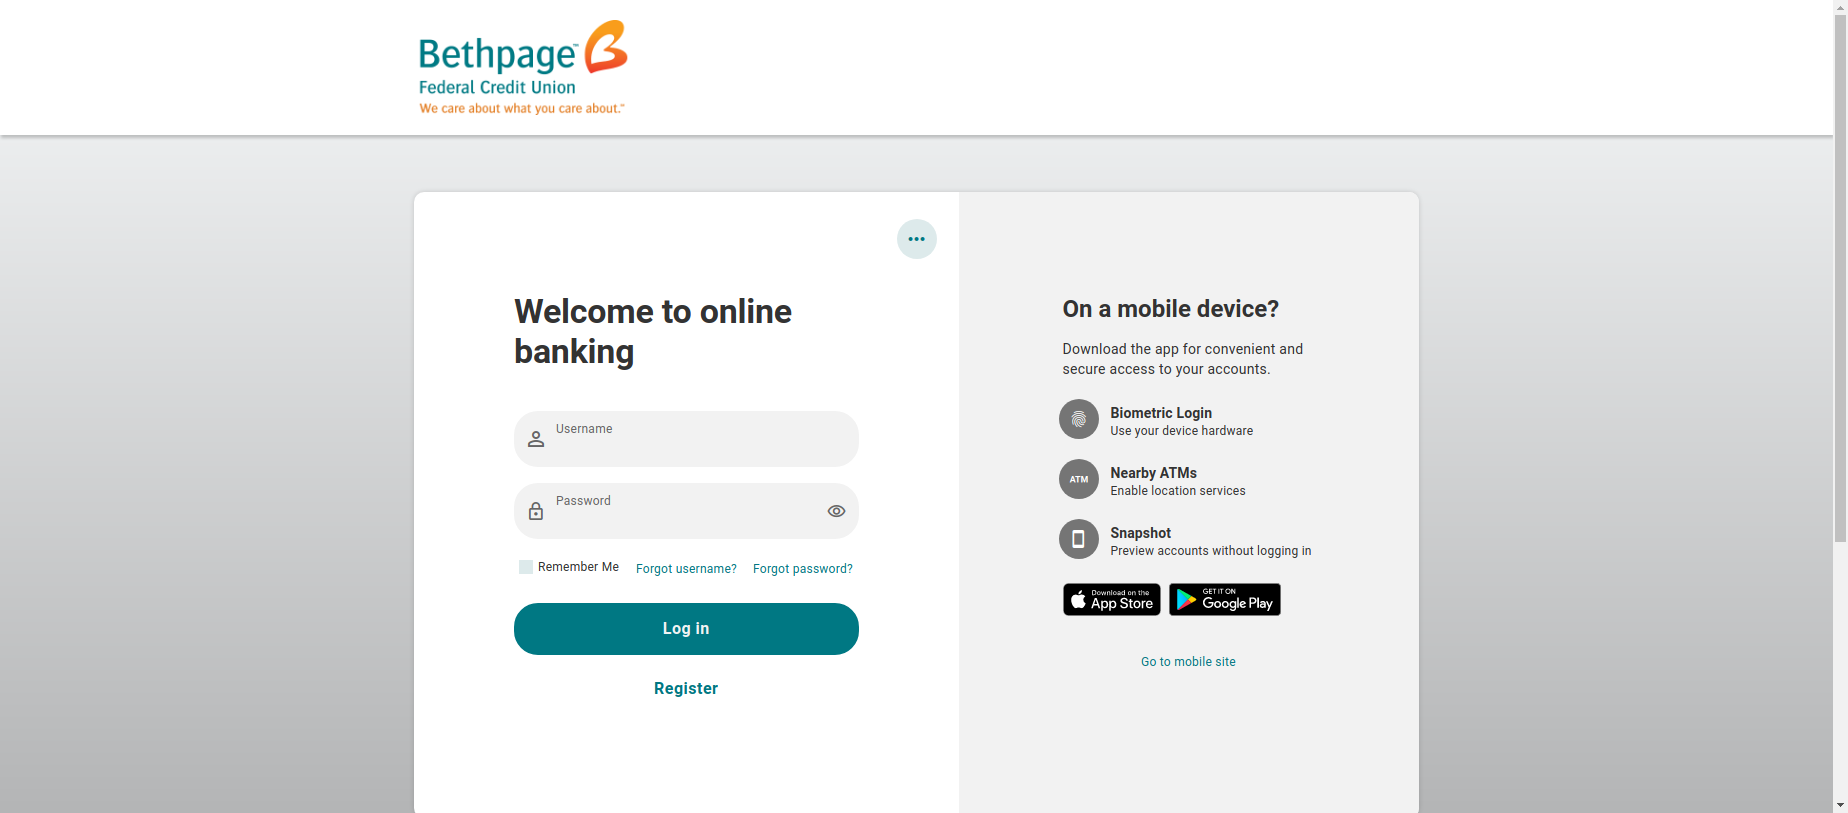 Bethpage™
Federal Credit Union
We care about what you care about.℠
Welcome to online
banking
Username
Password
Remember Me
Forgot username?
Forgot password?
Log in
Register
On a mobile device?
Download the app for convenient and
secure access to your accounts.
Biometric Login
Use your device hardware
ATM
Nearby ATMs
Enable location services
Snapshot
Preview accounts without logging in
Download on the
App Store
GET IT ON
Google Play
Go to mobile site